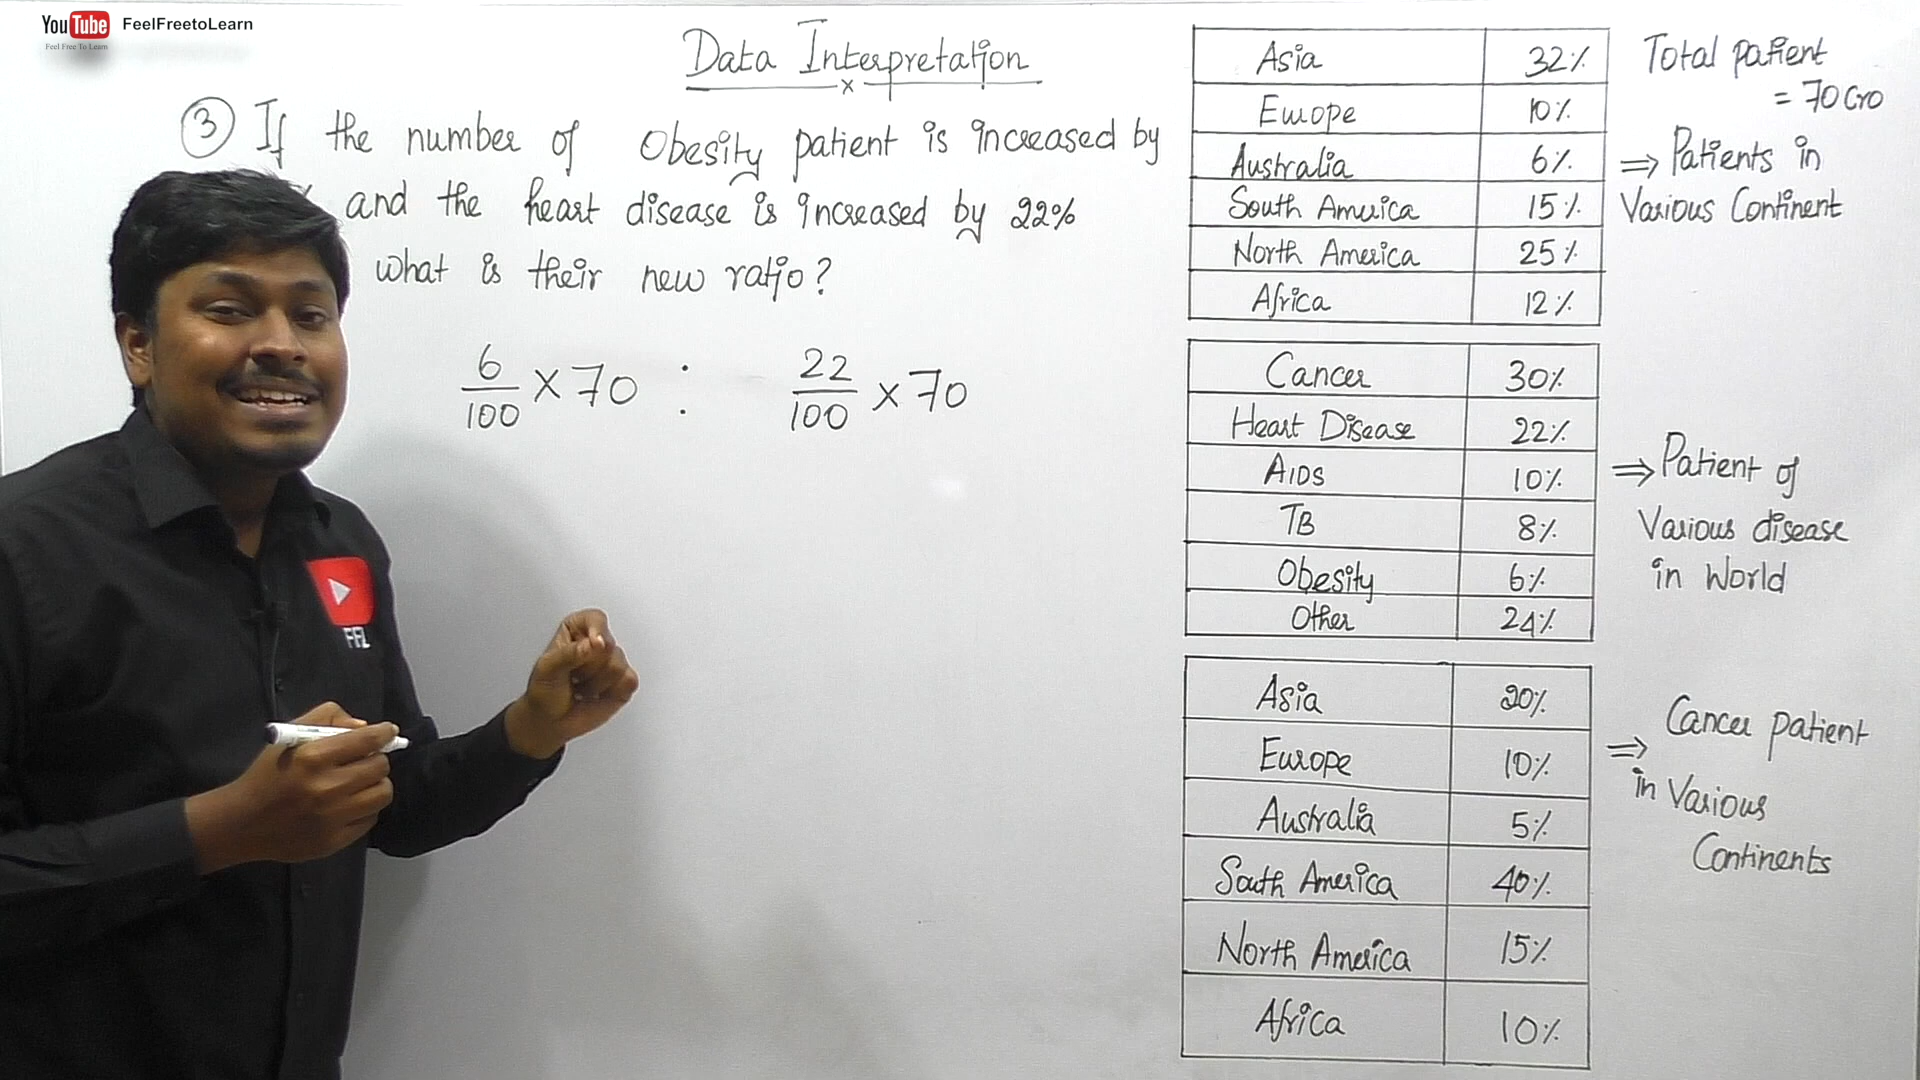 YouTube FeelFreetoLearn
Feel Free To Learn
Data Interpretation
x
③ If the number of Obesity patient is increased by
and the heart disease is increased by 22%
what is their new ratio?
6/100 × 70 : 22/100 × 70
FFL
Asia 32%
Europe 10%
Australia 6%
South America 15%
North America 25%
Africa 12%
Total patient
= 70 Cro
⇒ Patients in
Various Continent
Cancer 30%
Heart Disease 22%
AIDS 10%
TB 8%
Obesity 6%
Other 24%
⇒ Patient of
Various disease
in World
Asia 20%
Europe 10%
Australia 5%
South America 40%
North America 15%
Africa 10%
⇒ Cancer patient
in Various
Continents